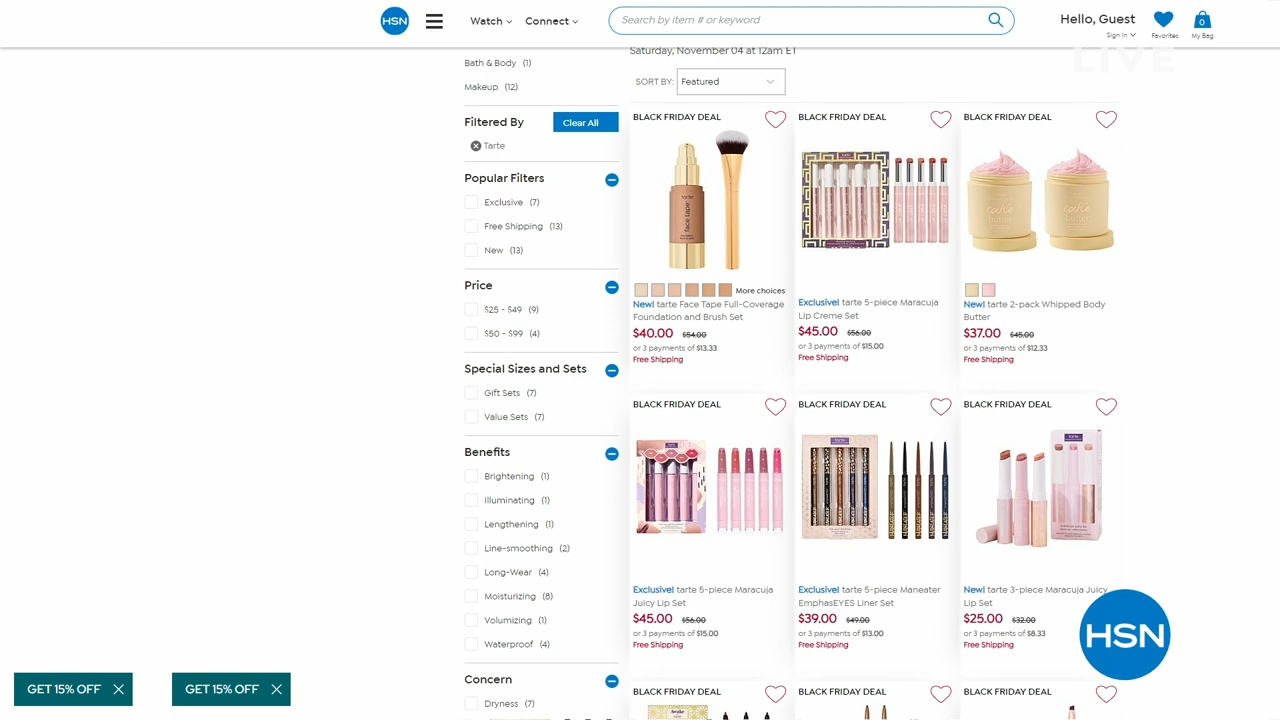 HSN
Watch
Connect
Search by item # or keyword
Hello, Guest
Sign In
Favorites
0
My Bag
LIVE
Bath & Body (1)
Makeup (12)
Filtered By
Clear All
Tarte
Popular Filters
Exclusive (7)
Free Shipping (13)
New (13)
Price
$25 - $49 (9)
$50 - $99 (4)
Special Sizes and Sets
Gift Sets (7)
Value Sets (7)
Benefits
Brightening (1)
Illuminating (1)
Lengthening (1)
Line-smoothing (2)
Long-Wear (4)
Moisturizing (8)
Volumizing (1)
Waterproof (4)
Concern
Dryness (7)
Saturday, November 04 at 12am ET
SORT BY: Featured
BLACK FRIDAY DEAL
tarte
face tape
More choices
New! tarte Face Tape Full-Coverage
Foundation and Brush Set
$40.00 $54.00
or 3 payments of $13.33
Free Shipping
BLACK FRIDAY DEAL
Exclusive! tarte 5-piece Maracuja
Lip Creme Set
$45.00 $56.00
or 3 payments of $15.00
Free Shipping
BLACK FRIDAY DEAL
New! tarte 2-pack Whipped Body
Butter
$37.00 $45.00
or 3 payments of $12.33
Free Shipping
BLACK FRIDAY DEAL
Exclusive! tarte 5-piece Maracuja
Juicy Lip Set
$45.00 $56.00
or 3 payments of $15.00
Free Shipping
BLACK FRIDAY DEAL
Exclusive! tarte 5-piece Maneater
EmphasEYES Liner Set
$39.00 $49.00
or 3 payments of $13.00
Free Shipping
BLACK FRIDAY DEAL
New! tarte 3-piece Maracuja Juicy
Lip Set
$25.00 $32.00
or 3 payments of $8.33
Free Shipping
HSN
BLACK FRIDAY DEAL
BLACK FRIDAY DEAL
BLACK FRIDAY DEAL
GET 15% OFF
GET 15% OFF